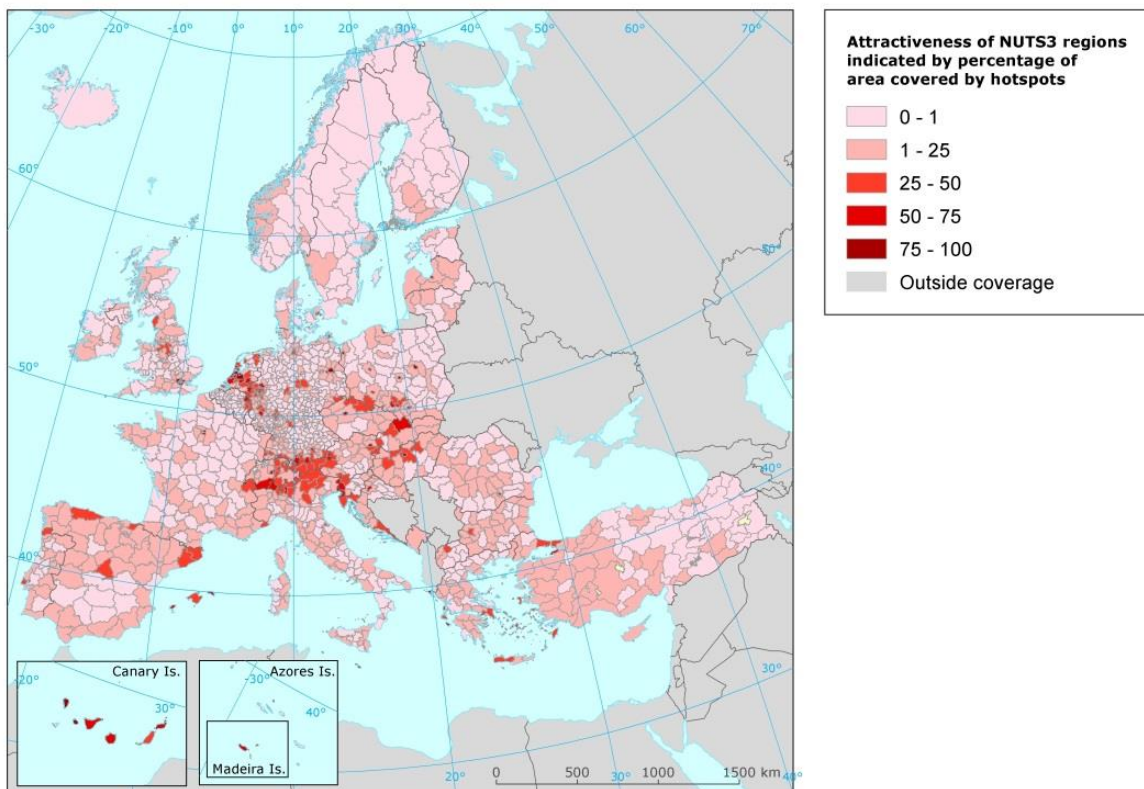 -30° -20° -10° 0° 10° 20° 30° 40° 50° 60° 70°
60°
50°
50°
40°
40°
30°
Canary Is.
-20°
30°
Azores Is.
-30°
40°
Madeira Is.
20° 30° 40°
0 500 1000 1500 km
Attractiveness of NUTS3 regions
indicated by percentage of
area covered by hotspots
0 - 1
1 - 25
25 - 50
50 - 75
75 - 100
Outside coverage